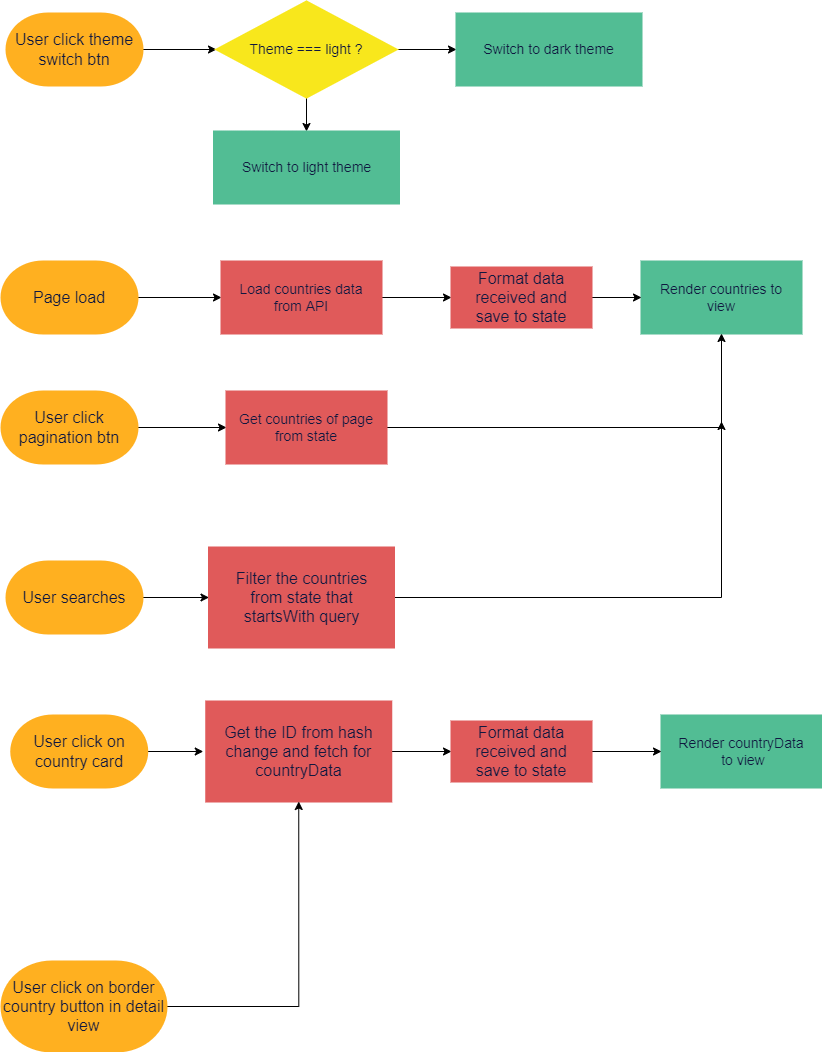 User click theme
switch btn
Theme === light ?
Switch to dark theme
Switch to light theme
Page load
Load countries data
from API
Format data
received and
save to state
Render countries to
view
User click
pagination btn
Get countries of page
from state
User searches
Filter the countries
from state that
startsWith query
User click on
country card
Get the ID from hash
change and fetch for
countryData
Format data
received and
save to state
Render countryData
to view
User click on border
country button in detail
view